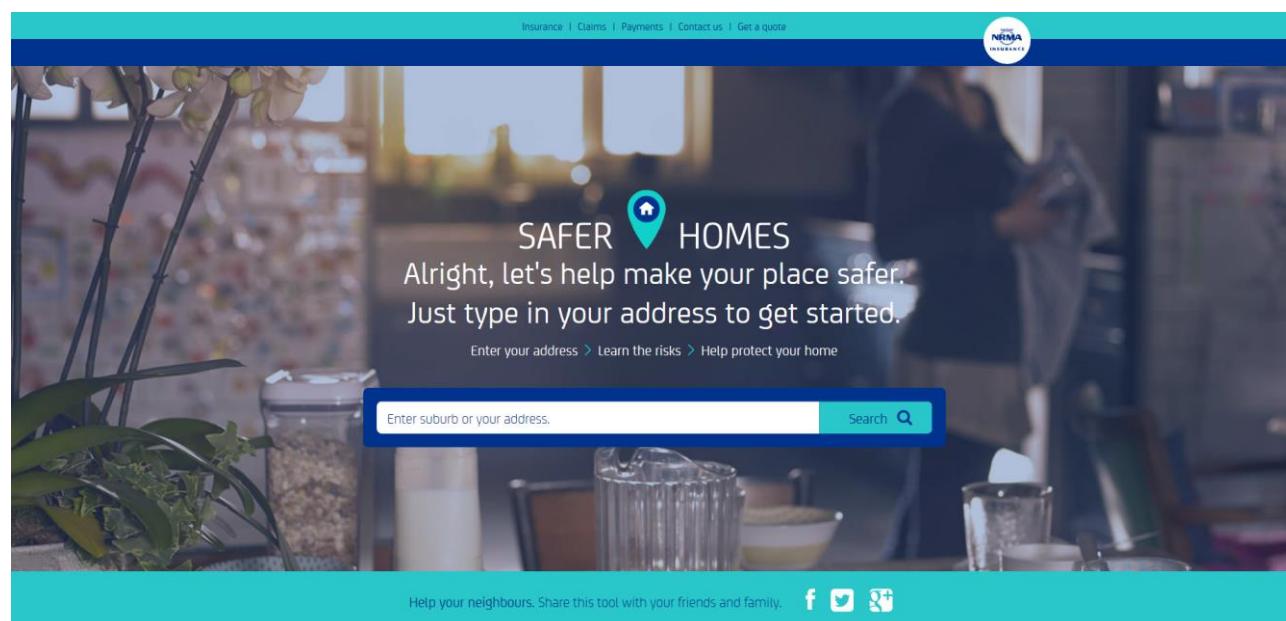 Insurance | Claims | Payments | Contact us | Get a quote
NRMA
INSURANCE
SAFER HOMES
Alright, let's help make your place safer.
Just type in your address to get started.
Enter your address > Learn the risks > Help protect your home
Enter suburb or your address.
Search
Help your neighbours. Share this tool with your friends and family.